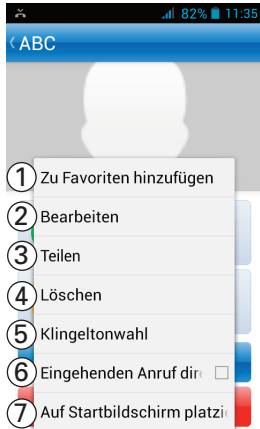 82% 11:35
ABC
1 Zu Favoriten hinzufügen
2 Bearbeiten
3 Teilen
4 Löschen
5 Klingeltonwahl
6 Eingehenden Anruf dir
7 Auf Startbildschirm platzi